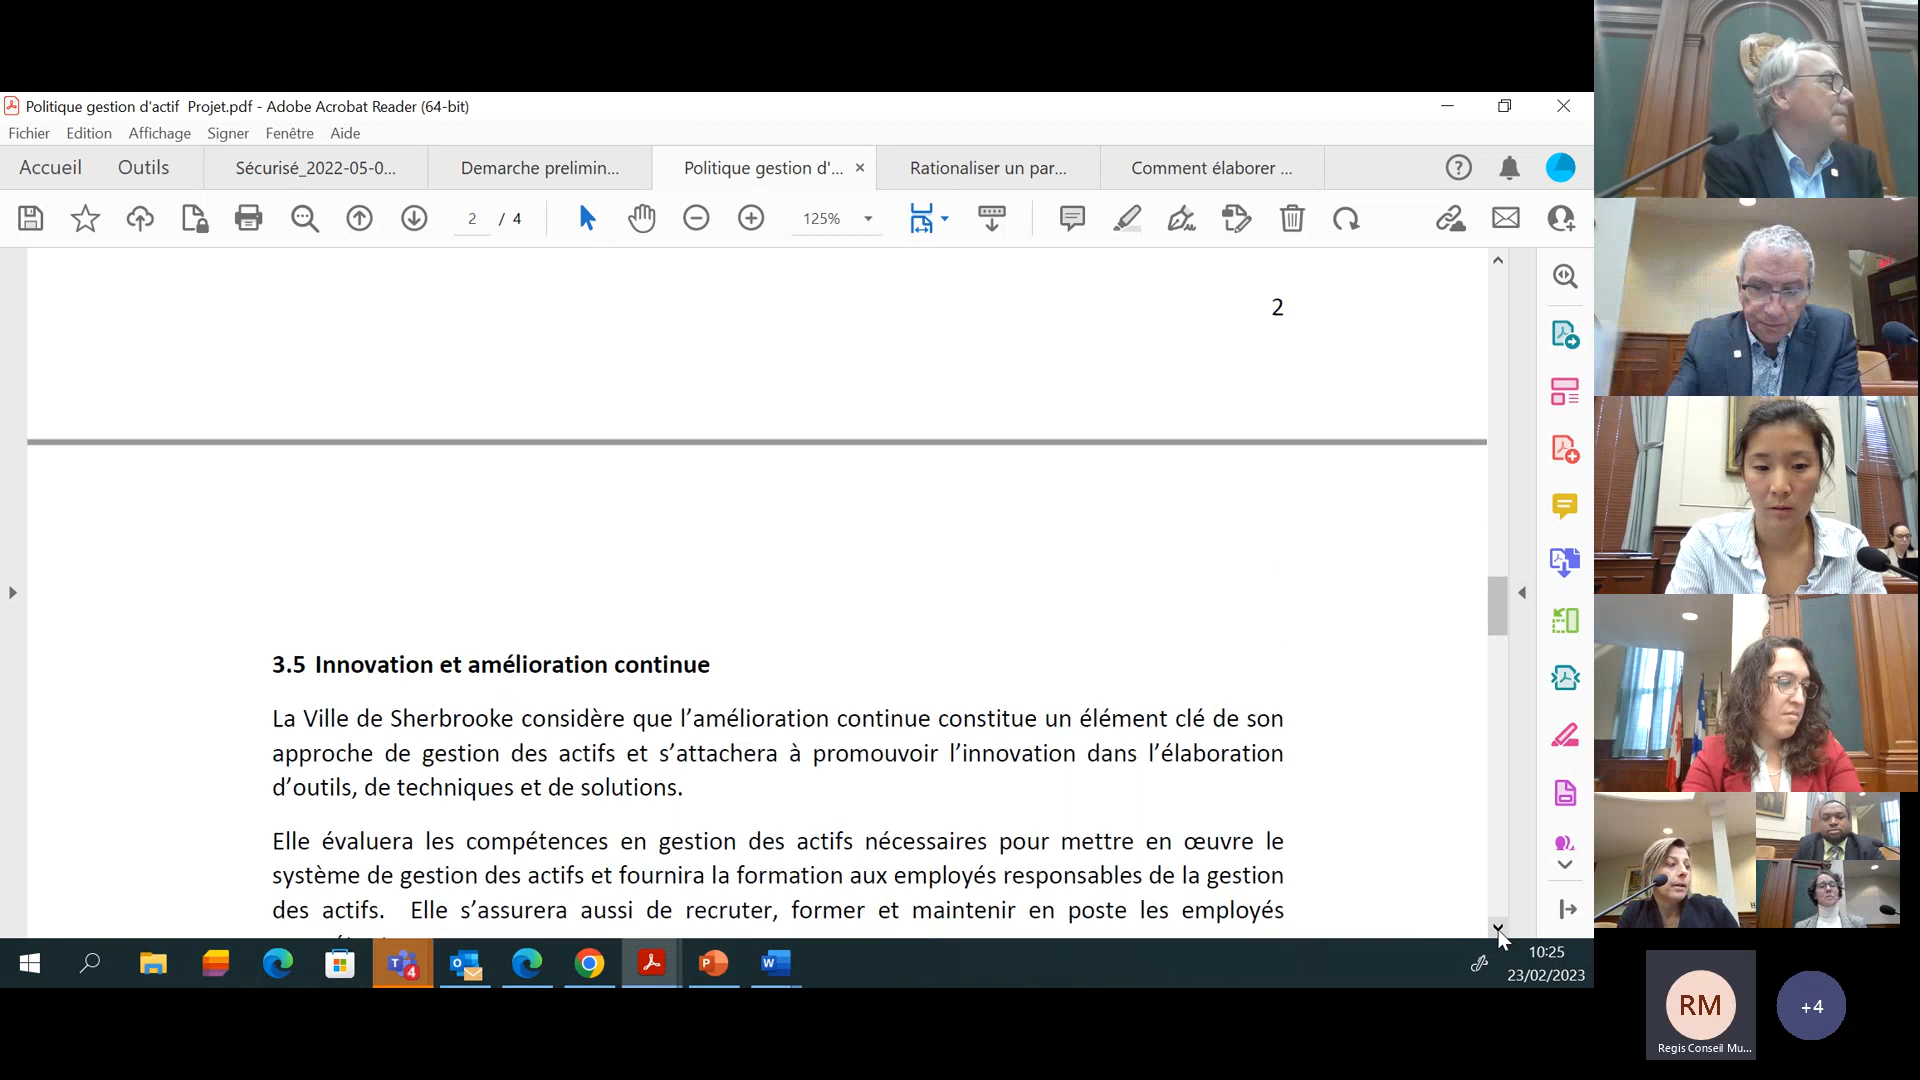 Politique gestion d'actif  Projet.pdf - Adobe Acrobat Reader (64-bit)
Fichier Edition Affichage Signer Fenêtre Aide
Accueil Outils Sécurisé_2022-05-0... Demarche prelimin... Politique gestion d'... × Rationaliser un par... Comment élaborer ...
2 / 4 125%
2
3.5 Innovation et amélioration continue
La Ville de Sherbrooke considère que l’amélioration continue constitue un élément clé de son
approche de gestion des actifs et s’attachera à promouvoir l’innovation dans l’élaboration
d’outils, de techniques et de solutions.
Elle évaluera les compétences en gestion des actifs nécessaires pour mettre en œuvre le
système de gestion des actifs et fournira la formation aux employés responsables de la gestion
des actifs.  Elle s’assurera aussi de recruter, former et maintenir en poste les employés
4
10:25
23/02/2023
RM
Regis Conseil Mu...
+4